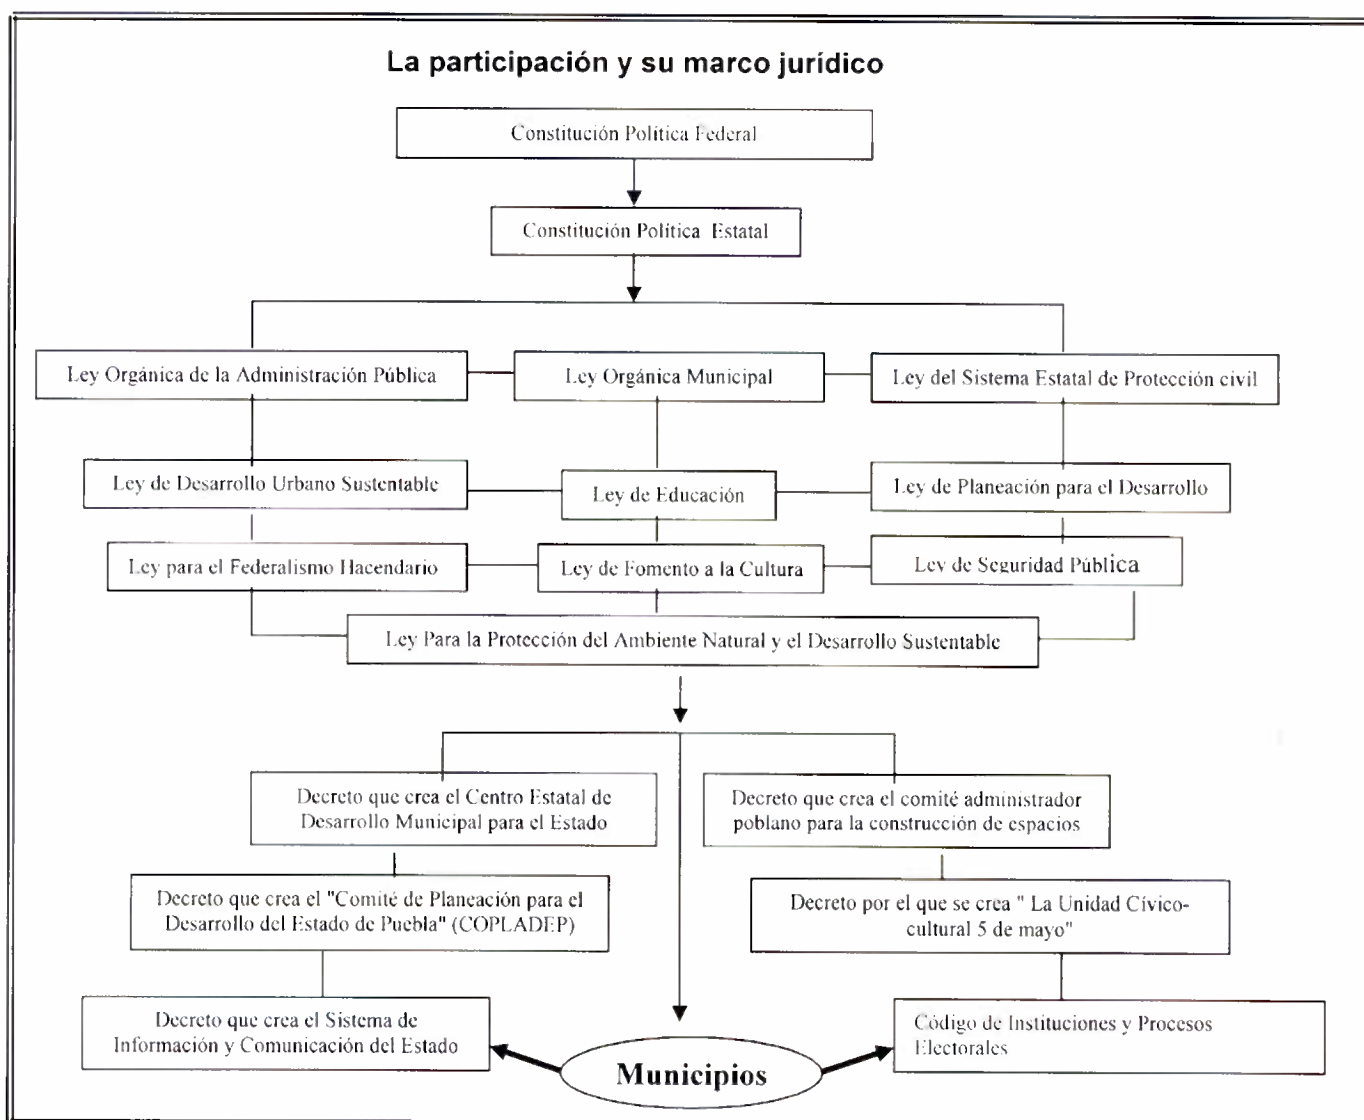 La participación y su marco jurídico
Constitución Política Federal
Constitución Política Estatal
Ley Orgánica de la Administración Pública
Ley Orgánica Municipal
Ley del Sistema Estatal de Protección civil
Ley de Desarrollo Urbano Sustentable
Ley de Educación
Ley de Planeación para el Desarrollo
Ley para el Federalismo Hacendario
Ley de Fomento a la Cultura
Ley de Seguridad Pública
Ley Para la Protección del Ambiente Natural y el Desarrollo Sustentable
Decreto que crea el Centro Estatal de
Desarrollo Municipal para el Estado
Decreto que crea el comité administrador
poblano para la construcción de espacios
Decreto que crea el "Comité de Planeación para el
Desarrollo del Estado de Puebla" (COPLADEP)
Decreto por el que se crea " La Unidad Cívico-
cultural 5 de mayo"
Decreto que crea el Sistema de
Información y Comunicación del Estado
Código de Instituciones y Procesos
Electorales
Municipios